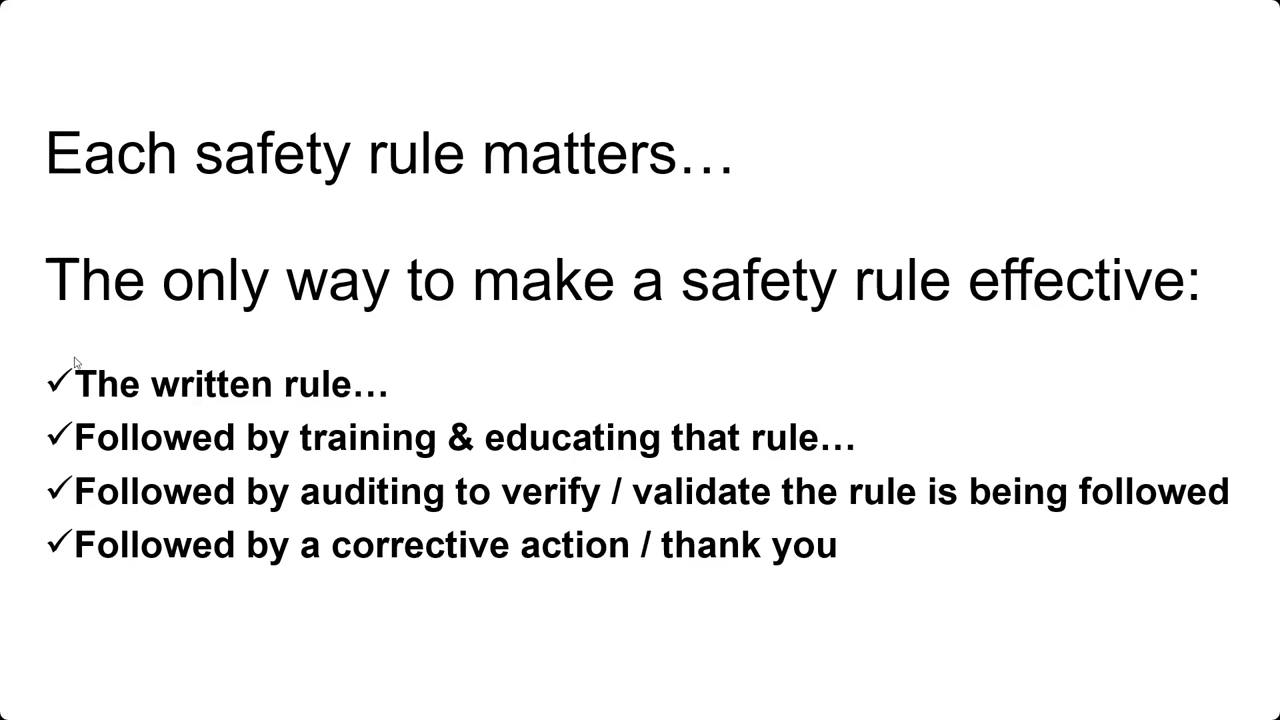 Each safety rule matters…
The only way to make a safety rule effective:
✓The written rule…
✓Followed by training & educating that rule…
✓Followed by auditing to verify / validate the rule is being followed
✓Followed by a corrective action / thank you